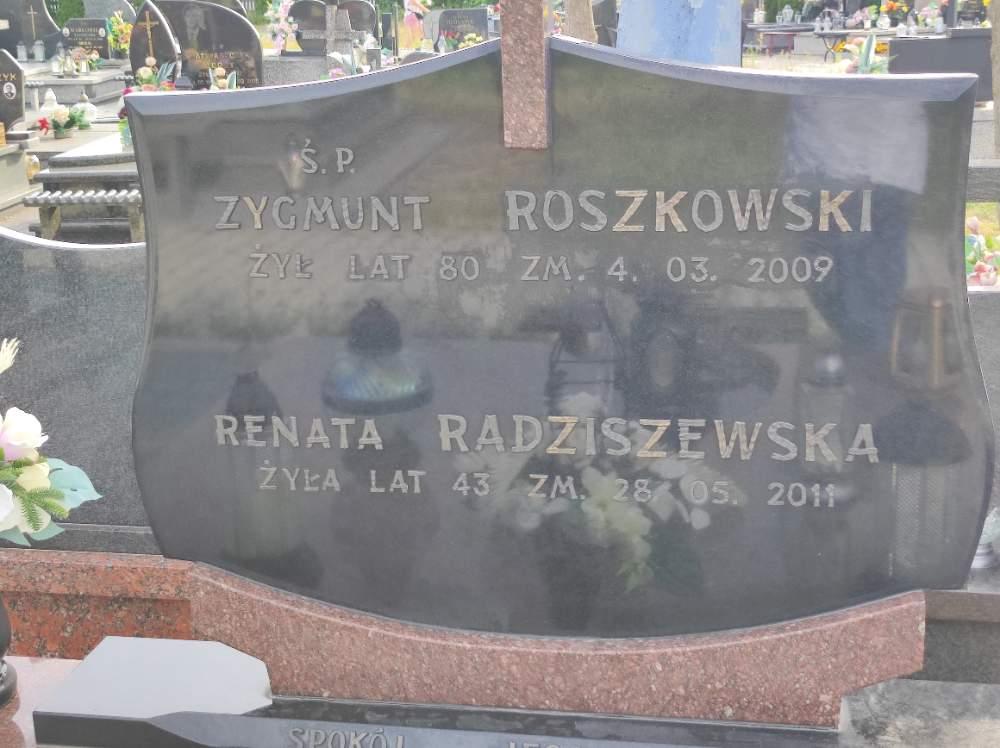 Ś. P.
ZYGMUNT ROSZKOWSKI
ŻYŁ LAT 80 ZM. 4. 03. 2009
RENATA RADZISZEWSKA
ŻYŁA LAT 43 ZM. 28. 05. 2011
SPOKÓJ